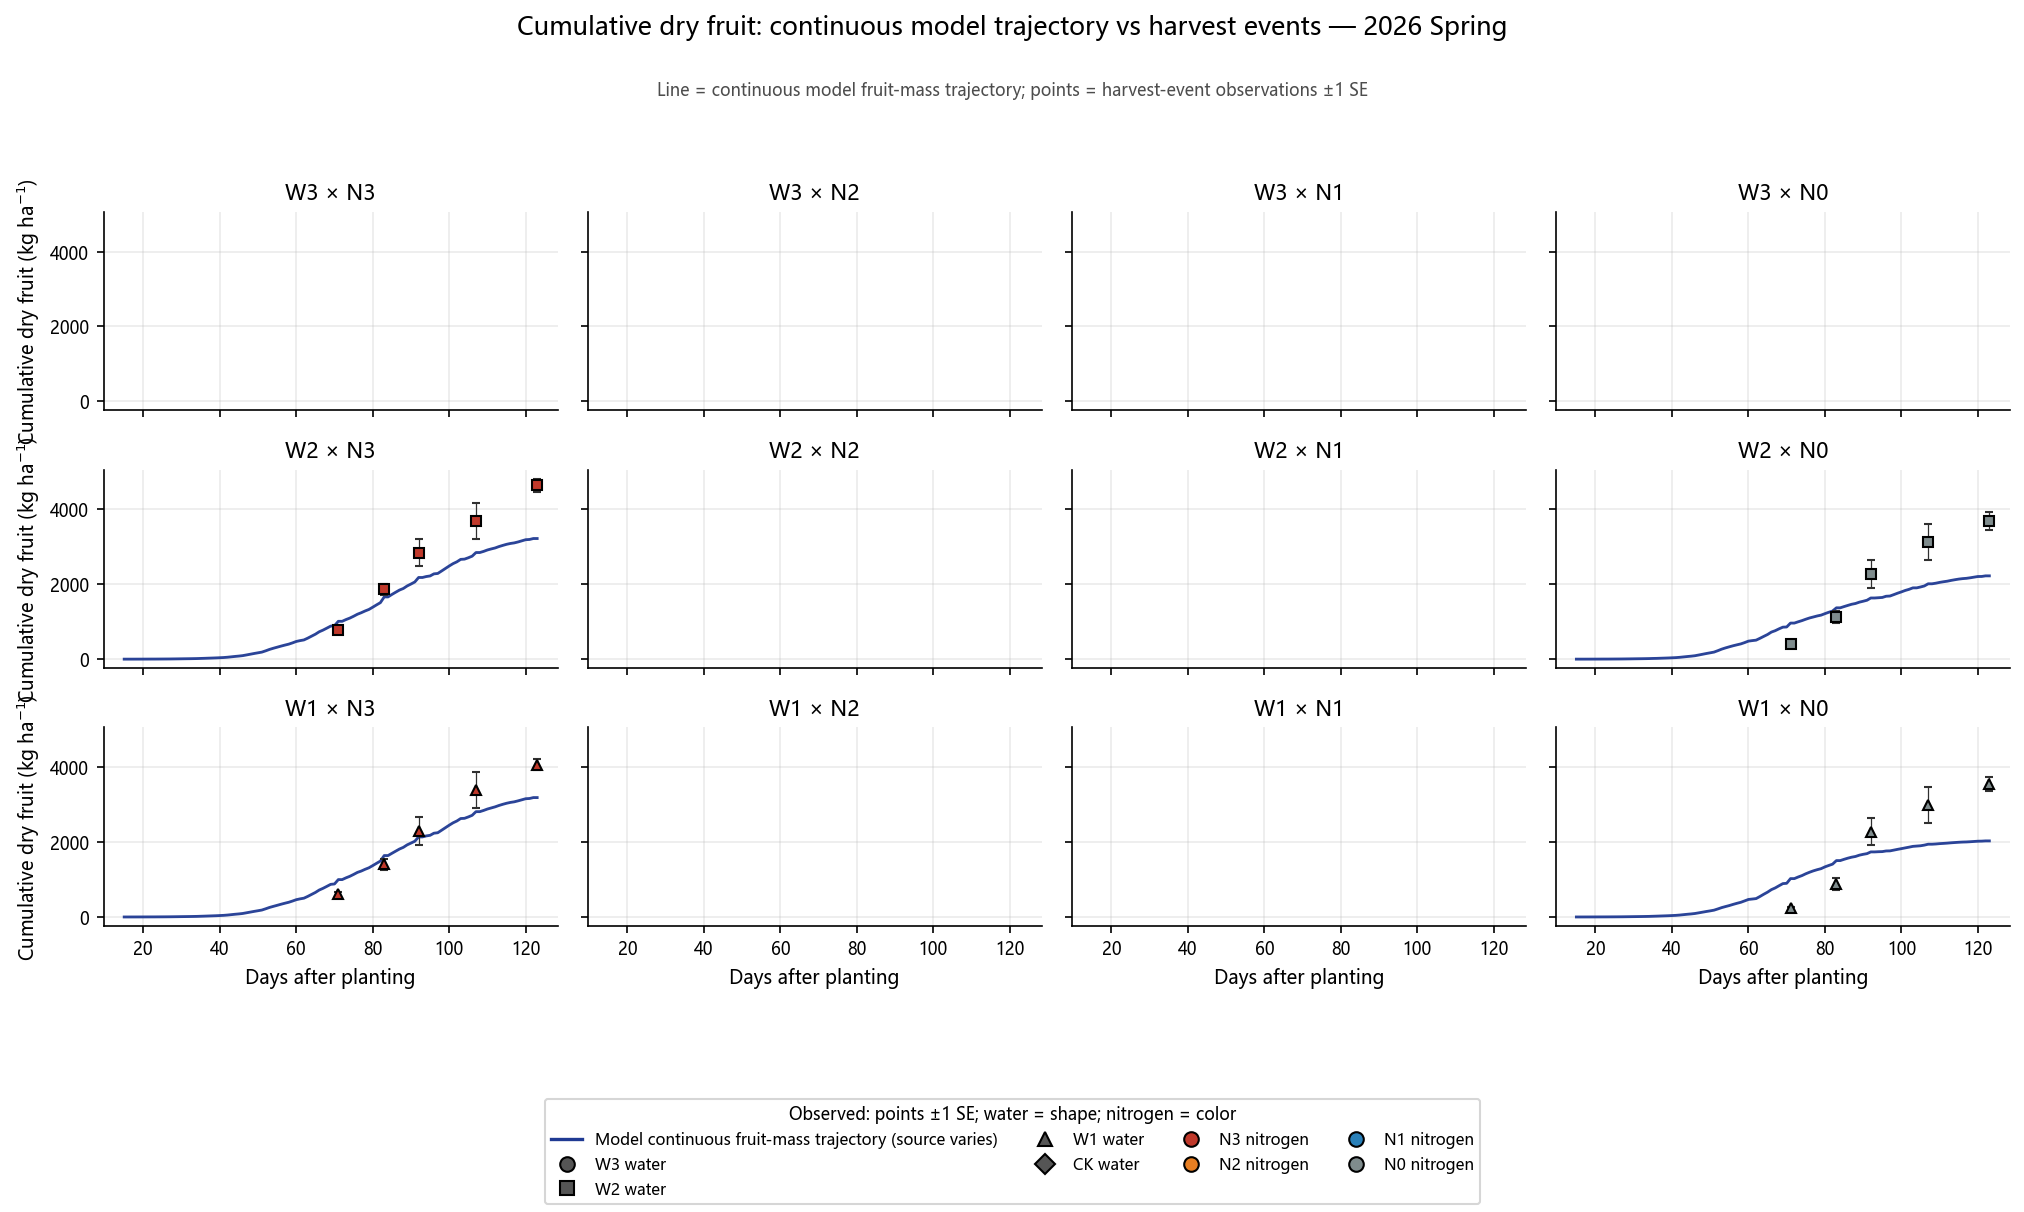 Cumulative dry fruit: continuous model trajectory vs harvest events — 2026 Spring
Line = continuous model fruit-mass trajectory; points = harvest-event observations ±1 SE
W3 × N3
W3 × N2
W3 × N1
W3 × N0
Cumulative dry fruit (kg ha⁻¹)
4000
2000
0
W2 × N3
W2 × N2
W2 × N1
W2 × N0
Cumulative dry fruit (kg ha⁻¹)
4000
2000
0
W1 × N3
W1 × N2
W1 × N1
W1 × N0
Cumulative dry fruit (kg ha⁻¹)
4000
2000
0
20 40 60 80 100 120
20 40 60 80 100 120
20 40 60 80 100 120
20 40 60 80 100 120
Days after planting
Days after planting
Days after planting
Days after planting
Observed: points ±1 SE; water = shape; nitrogen = color
Model continuous fruit-mass trajectory (source varies)
W3 water
W2 water
W1 water
CK water
N3 nitrogen
N2 nitrogen
N1 nitrogen
N0 nitrogen